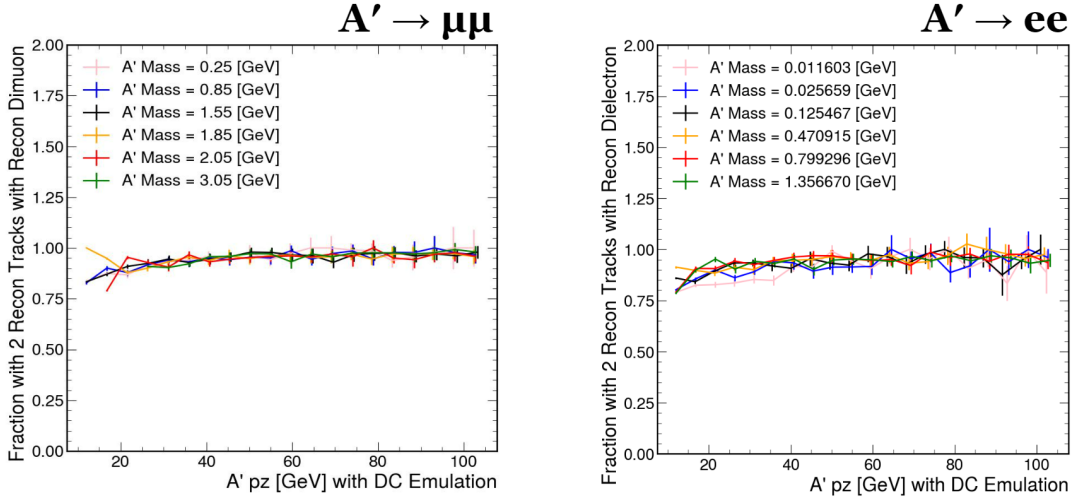 A′ → μμ
Fraction with 2 Recon Tracks with Recon Dimuon
2.00
1.75
1.50
1.25
1.00
0.75
0.50
0.25
0.00
A' Mass = 0.25 [GeV]
A' Mass = 0.85 [GeV]
A' Mass = 1.55 [GeV]
A' Mass = 1.85 [GeV]
A' Mass = 2.05 [GeV]
A' Mass = 3.05 [GeV]
20 40 60 80 100
A' pz [GeV] with DC Emulation
A′ → ee
Fraction with 2 Recon Tracks with Recon Dielectron
2.00
1.75
1.50
1.25
1.00
0.75
0.50
0.25
0.00
A' Mass = 0.011603 [GeV]
A' Mass = 0.025659 [GeV]
A' Mass = 0.125467 [GeV]
A' Mass = 0.470915 [GeV]
A' Mass = 0.799296 [GeV]
A' Mass = 1.356670 [GeV]
20 40 60 80 100
A' pz [GeV] with DC Emulation